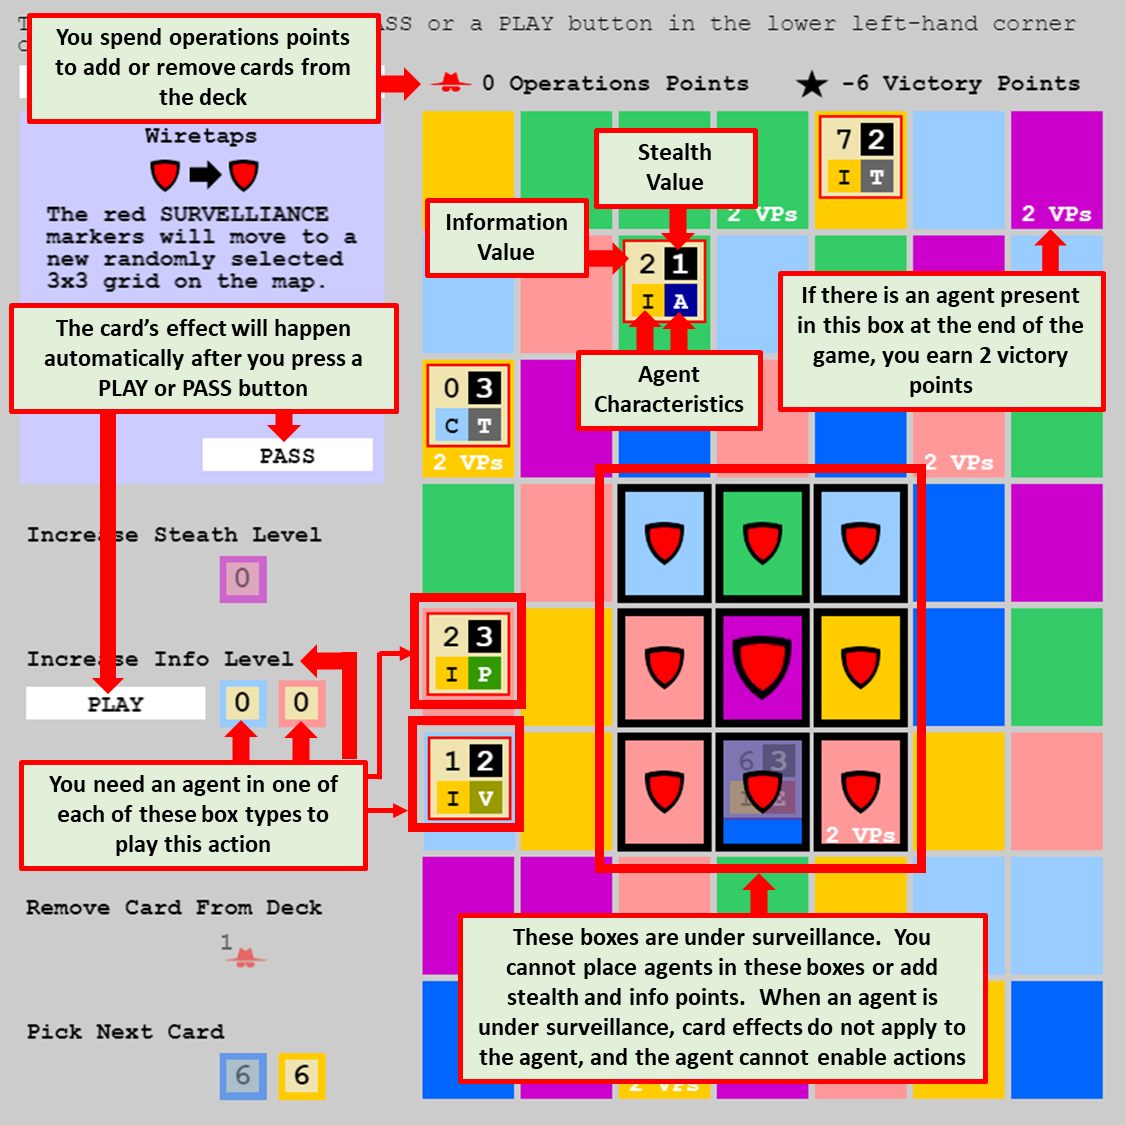 T
ASS or a PLAY button in the lower left-hand corner
You spend operations points
to add or remove cards from
the deck
0 Operations Points
-6 Victory Points
Wiretaps
The red SURVELLIANCE
markers will move to a
new randomly selected
3x3 grid on the map.
The card's effect will happen
automatically after you press a
PLAY or PASS button
PASS
Increase Steath Level
0
Increase Info Level
PLAY
0
0
You need an agent in one of
each of these box types to
play this action
Remove Card From Deck
1
Pick Next Card
6
6
Stealth
Value
2 VPs
7 2
I T
2 VPs
Information
Value
2 1
I A
If there is an agent present
in this box at the end of the
game, you earn 2 victory
points
Agent
Characteristics
0 3
C T
2 VPs
2 VPs
2 3
I P
1 2
I V
6 3
I E
2 VPs
These boxes are under surveillance. You
cannot place agents in these boxes or add
stealth and info points. When an agent is
under surveillance, card effects do not apply to
the agent, and the agent cannot enable actions
2 VPs